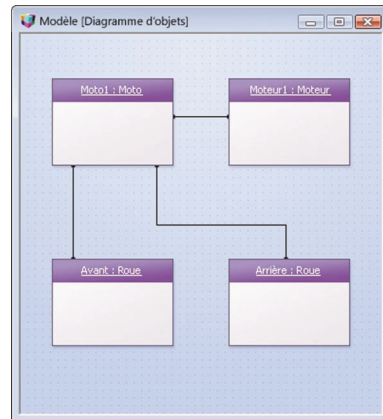 Modèle [Diagramme d'objets]
Moto1 : Moto
Moteur1 : Moteur
Avant : Roue
Arrière : Roue